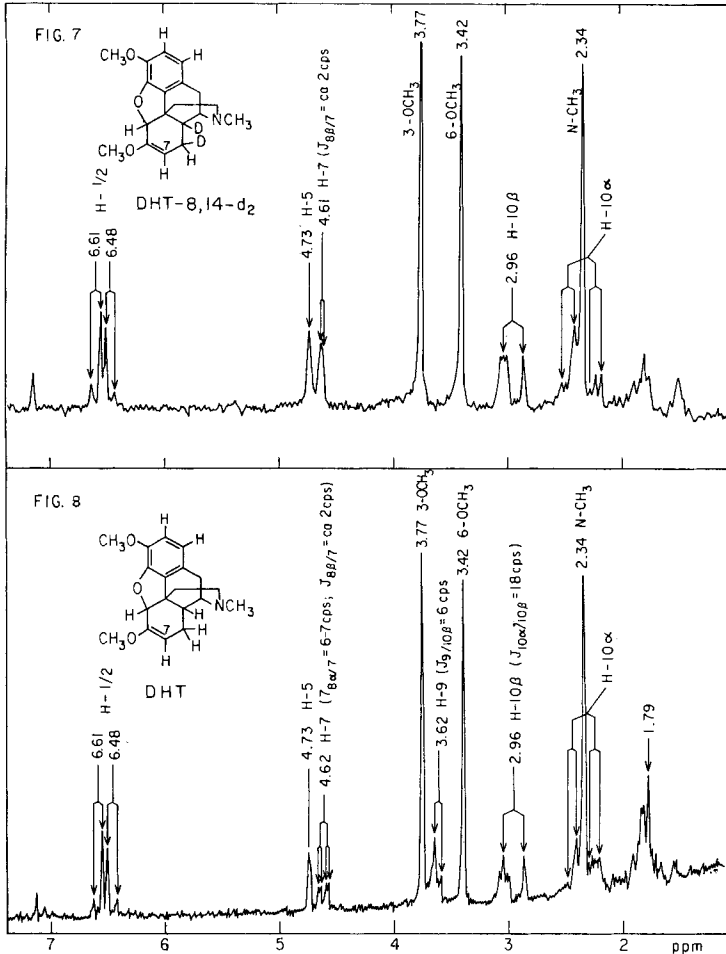 FIG. 7
H
CH₃O
H
O
H
NCH₃
D
CH₃O
D
7
H
H
DHT-8,14-d₂
6.61
H-1/2
6.48
4.73 H-5
4.61 H-7 (J8β/7 = ca 2cps)
3.77
3-OCH₃
3.42
6-OCH₃
2.96 H-10β
2.34
N-CH₃
H-10α
FIG. 8
H
CH₃O
H
O
H
H
NCH₃
H
CH₃O
7
H
H
DHT
6.61
H-1/2
6.48
4.73 H-5
4.62 H-7 (78α/7 = 6-7cps; J8β/7 = ca 2cps)
3.77 3-OCH₃
3.62 H-9 (J9/10β = 6 cps
3.42 6-OCH₃
2.96 H-10β (J10α/10β = 18cps)
2.34 N-CH₃
H-10α
1.79
7 6 5 4 3 2 ppm